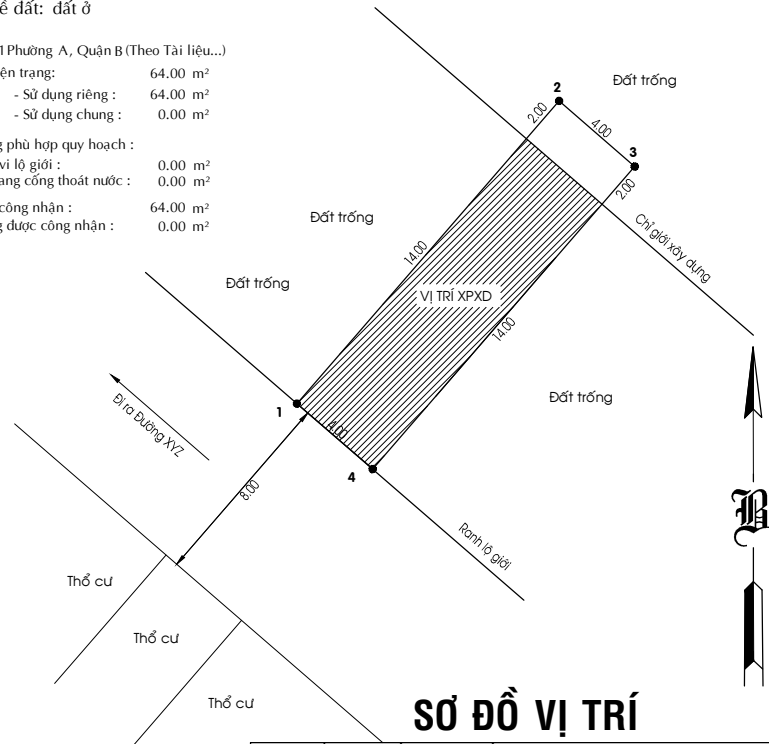 ề đất: đất ở
1 Phường A, Quận B (Theo Tài liệu...)
ện trạng: 64.00 m²
- Sử dụng riêng : 64.00 m²
- Sử dụng chung : 0.00 m²
g phù hợp quy hoạch :
vi lộ giới : 0.00 m²
ang cống thoát nước : 0.00 m²
công nhận : 64.00 m²
g được công nhận : 0.00 m²
2
Đất trống
2.00
4.00
3
2.00
Đất trống
Chỉ giới xây dựng
14.00
Đất trống
VỊ TRÍ XPXD
14.00
Đi ra Đường XYZ
Đất trống
1
4.00
4
8.00
B
Ranh lộ giới
Thổ cư
Thổ cư
Thổ cư
SƠ ĐỒ VỊ TRÍ